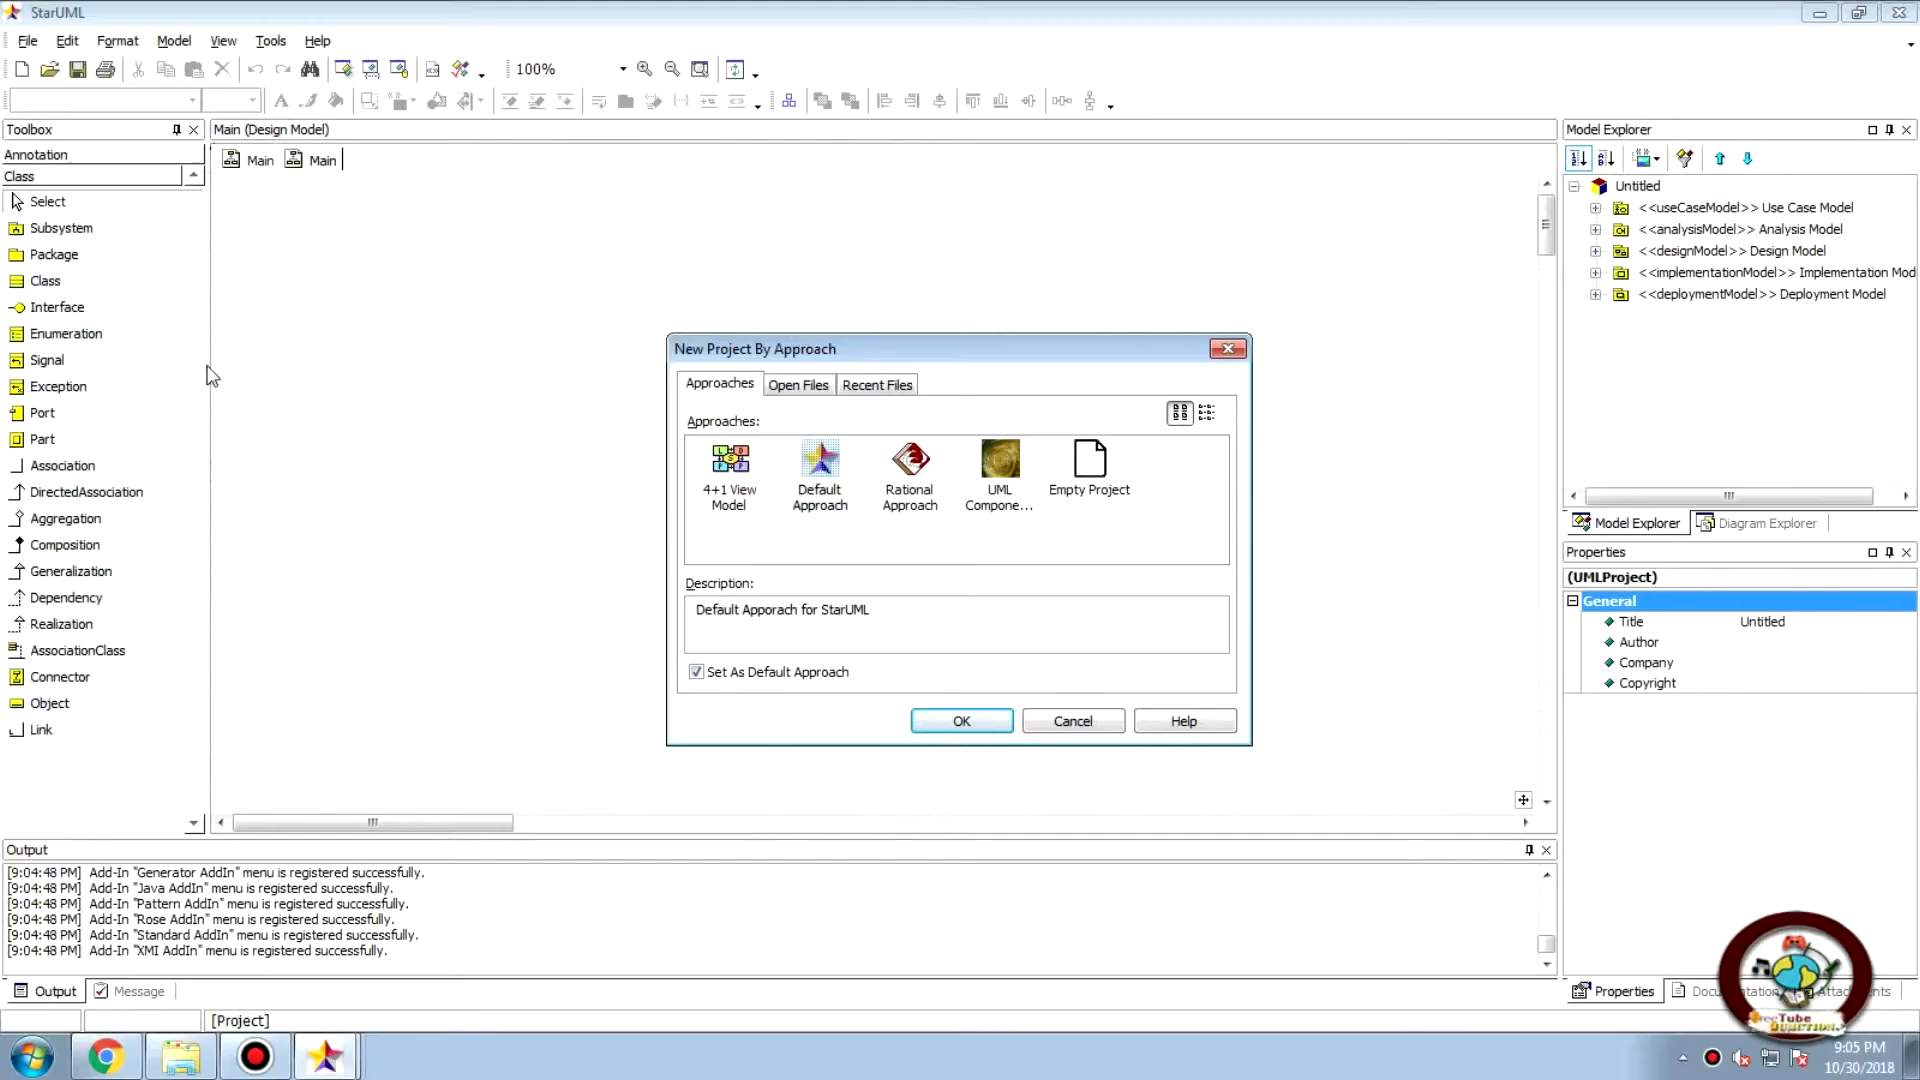 StarUML
File Edit Format Model View Tools Help
100%
Toolbox
Annotation
Class
Select
Subsystem
Package
Class
Interface
Enumeration
Signal
Exception
Port
Part
Association
DirectedAssociation
Aggregation
Composition
Generalization
Dependency
Realization
AssociationClass
Connector
Object
Link
Main (Design Model)
Main Main
New Project By Approach
Approaches Open Files Recent Files
Approaches:
4+1 View Model
Default Approach
Rational Approach
UML Compone...
Empty Project
Description:
Default Apporach for StarUML
Set As Default Approach
OK Cancel Help
Model Explorer
Untitled
<<useCaseModel>> Use Case Model
<<analysisModel>> Analysis Model
<<designModel>> Design Model
<<implementationModel>> Implementation Mod
<<deploymentModel>> Deployment Model
Model Explorer Diagram Explorer
Properties
(UMLProject)
General
Title Untitled
Author
Company
Copyright
Output
[9:04:48 PM] Add-In "Generator AddIn" menu is registered successfully.
[9:04:48 PM] Add-In "Java AddIn" menu is registered successfully.
[9:04:48 PM] Add-In "Pattern AddIn" menu is registered successfully.
[9:04:48 PM] Add-In "Rose AddIn" menu is registered successfully.
[9:04:48 PM] Add-In "Standard AddIn" menu is registered successfully.
[9:04:48 PM] Add-In "XMI AddIn" menu is registered successfully.
Output Message
Properties
[Project]
9:05 PM
10/30/2018